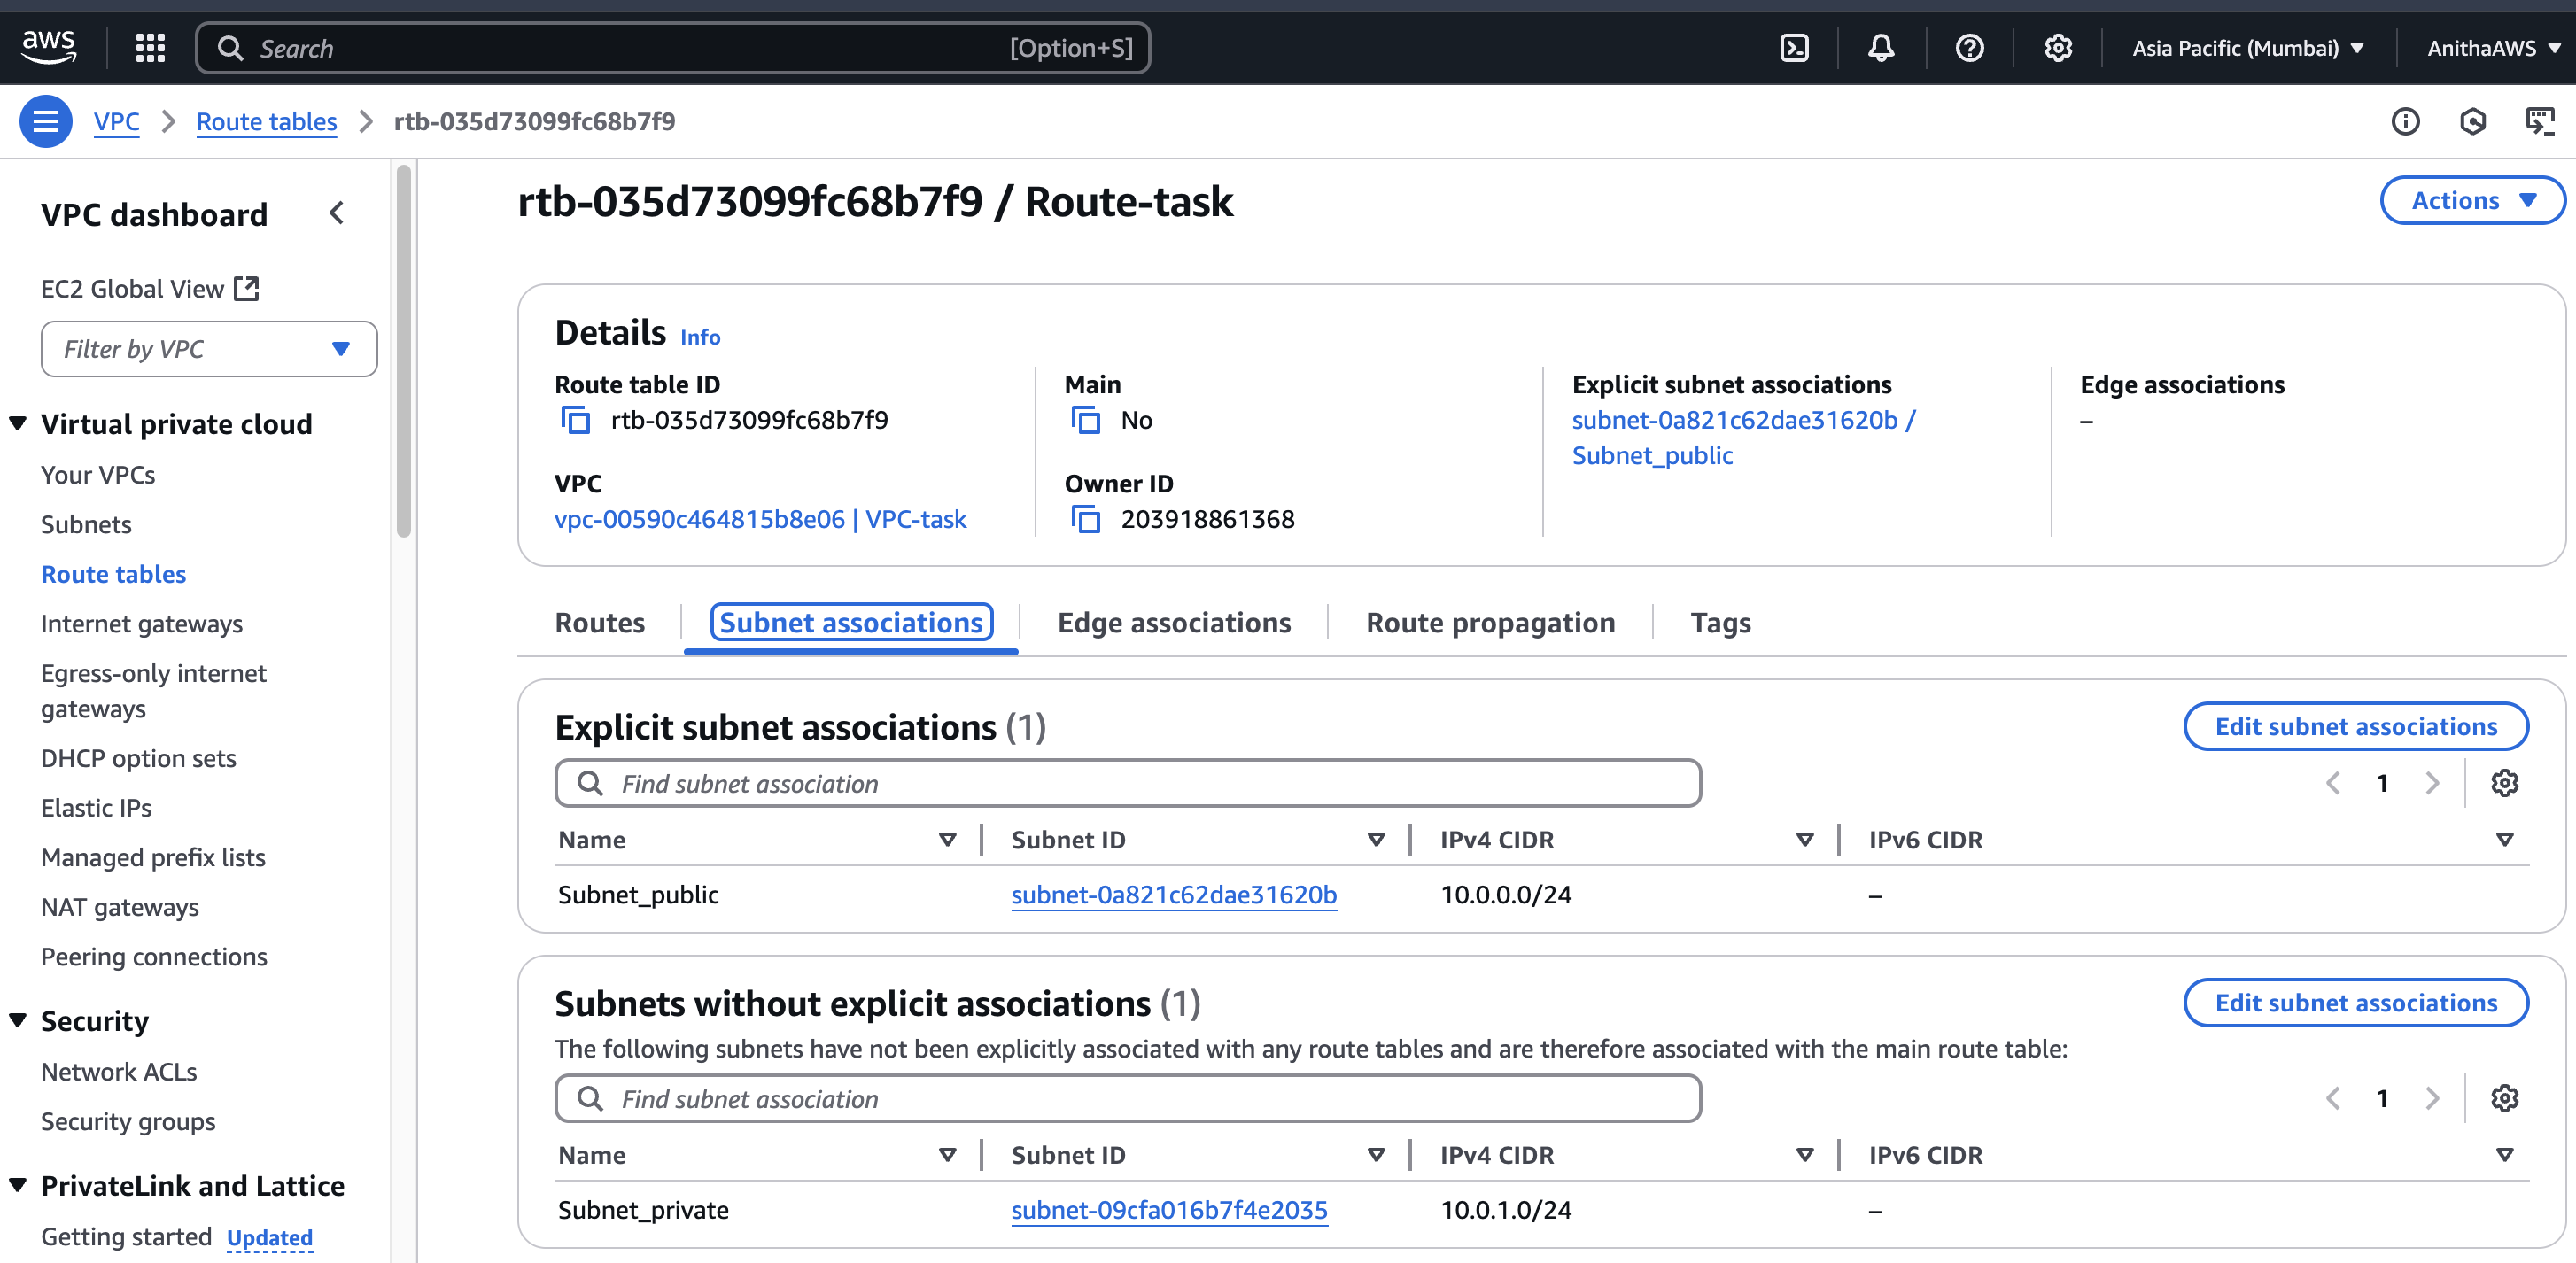 aws
Search [Option+S] Asia Pacific (Mumbai) AnithaAWS
VPC Route tables rtb-035d73099fc68b7f9
VPC dashboard
EC2 Global View
Filter by VPC
Virtual private cloud
Your VPCs
Subnets
Route tables
Internet gateways
Egress-only internet
gateways
DHCP option sets
Elastic IPs
Managed prefix lists
NAT gateways
Peering connections
Security
Network ACLs
Security groups
PrivateLink and Lattice
Getting started Updated
rtb-035d73099fc68b7f9 / Route-task
Actions
Details Info
Route table ID
rtb-035d73099fc68b7f9
VPC
vpc-00590c464815b8e06 | VPC-task
Main
No
Owner ID
203918861368
Explicit subnet associations
subnet-0a821c62dae31620b /
Subnet_public
Edge associations
–
Routes Subnet associations Edge associations Route propagation Tags
Explicit subnet associations (1)
Edit subnet associations
Find subnet association
1
Name Subnet ID IPv4 CIDR IPv6 CIDR
Subnet_public subnet-0a821c62dae31620b 10.0.0.0/24 –
Subnets without explicit associations (1)
Edit subnet associations
The following subnets have not been explicitly associated with any route tables and are therefore associated with the main route table:
Find subnet association
1
Name Subnet ID IPv4 CIDR IPv6 CIDR
Subnet_private subnet-09cfa016b7f4e2035 10.0.1.0/24 –